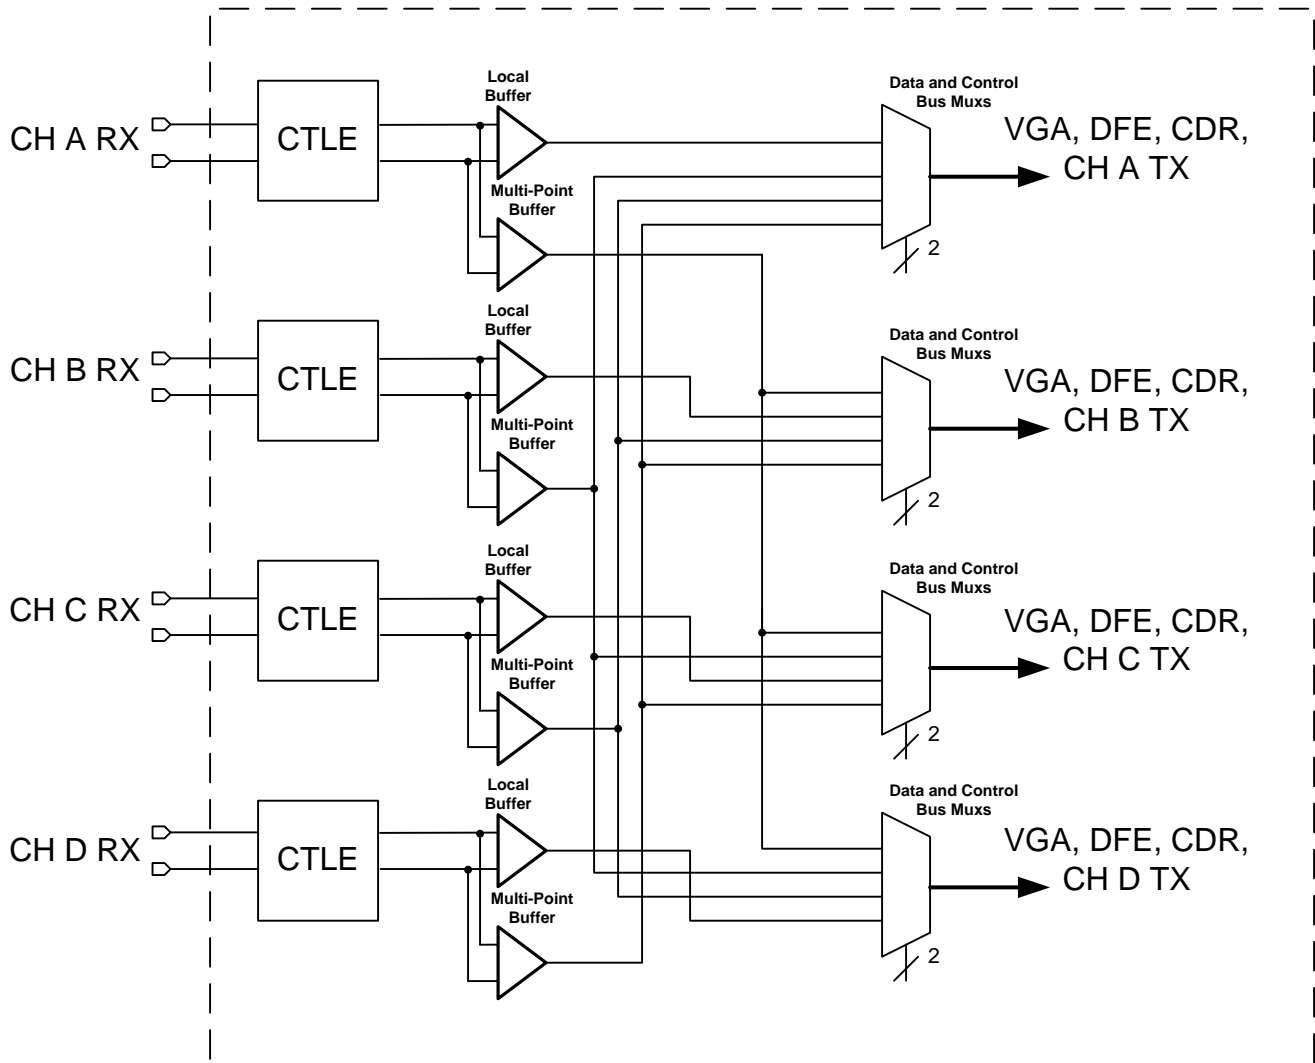 Local
Buffer
Data and Control
Bus Muxs
CH A RX
CTLE
VGA, DFE, CDR,
CH A TX
Multi-Point
Buffer
2
Local
Buffer
Data and Control
Bus Muxs
CH B RX
CTLE
VGA, DFE, CDR,
CH B TX
Multi-Point
Buffer
2
Local
Buffer
Data and Control
Bus Muxs
CH C RX
CTLE
VGA, DFE, CDR,
CH C TX
Multi-Point
Buffer
2
Local
Buffer
Data and Control
Bus Muxs
CH D RX
CTLE
VGA, DFE, CDR,
CH D TX
Multi-Point
Buffer
2